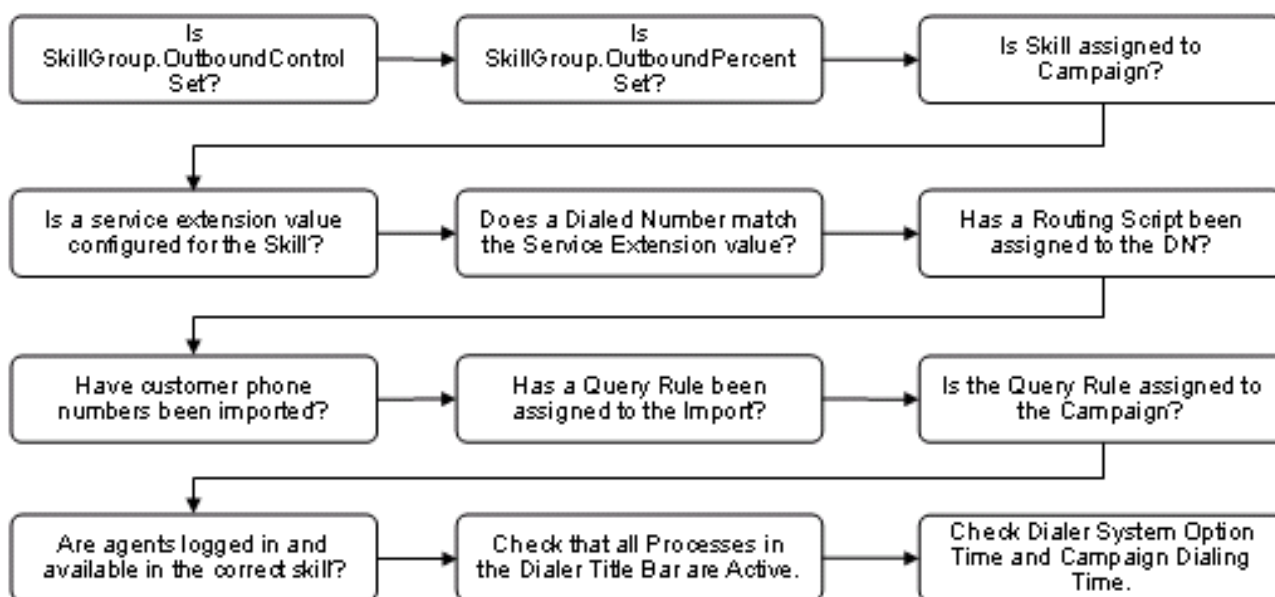 Is
SkillGroup.OutboundControl
Set?
Is
SkillGroup.OutboundPercent
Set?
Is Skill assigned to
Campaign?
Is a service extension value
configured for the Skill?
Does a Dialed Number match
the Service Extension value?
Has a Routing Script been
assigned to the DN?
Have customer phone
numbers been imported?
Has a Query Rule been
assigned to the Import?
Is the Query Rule assigned to
the Campaign?
Are agents logged in and
available in the correct skill?
Check that all Processes in
the Dialer Title Bar are Active.
Check Dialer System Option
Time and Campaign Dialing
Time.